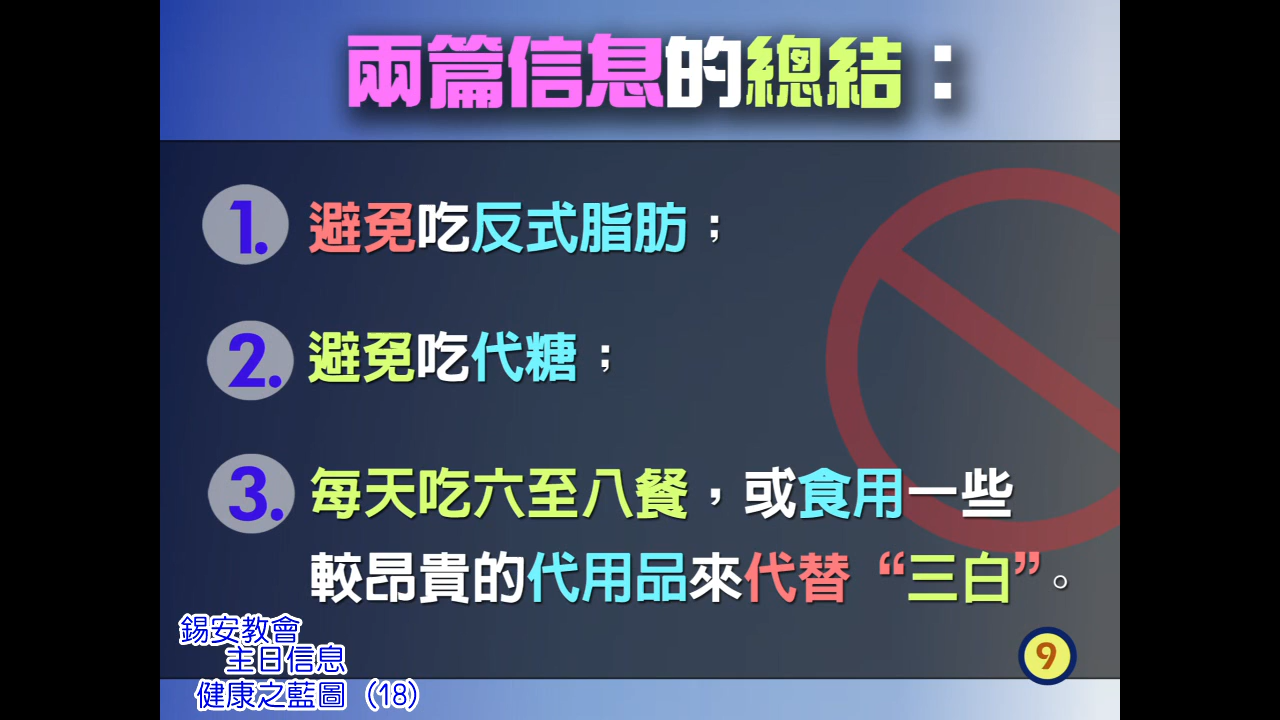 兩篇信息的總結：
1. 避免吃反式脂肪；
2. 避免吃代糖；
3. 每天吃六至八餐，或食用一些
較昂貴的代用品來代替“三白”。
9
錫安教會
主日信息
健康之藍圖 (18)